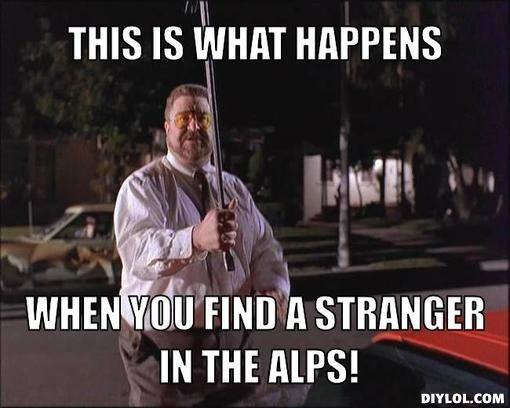 THIS IS WHAT HAPPENS
WHEN YOU FIND A STRANGER
IN THE ALPS!
DIYLOL.COM